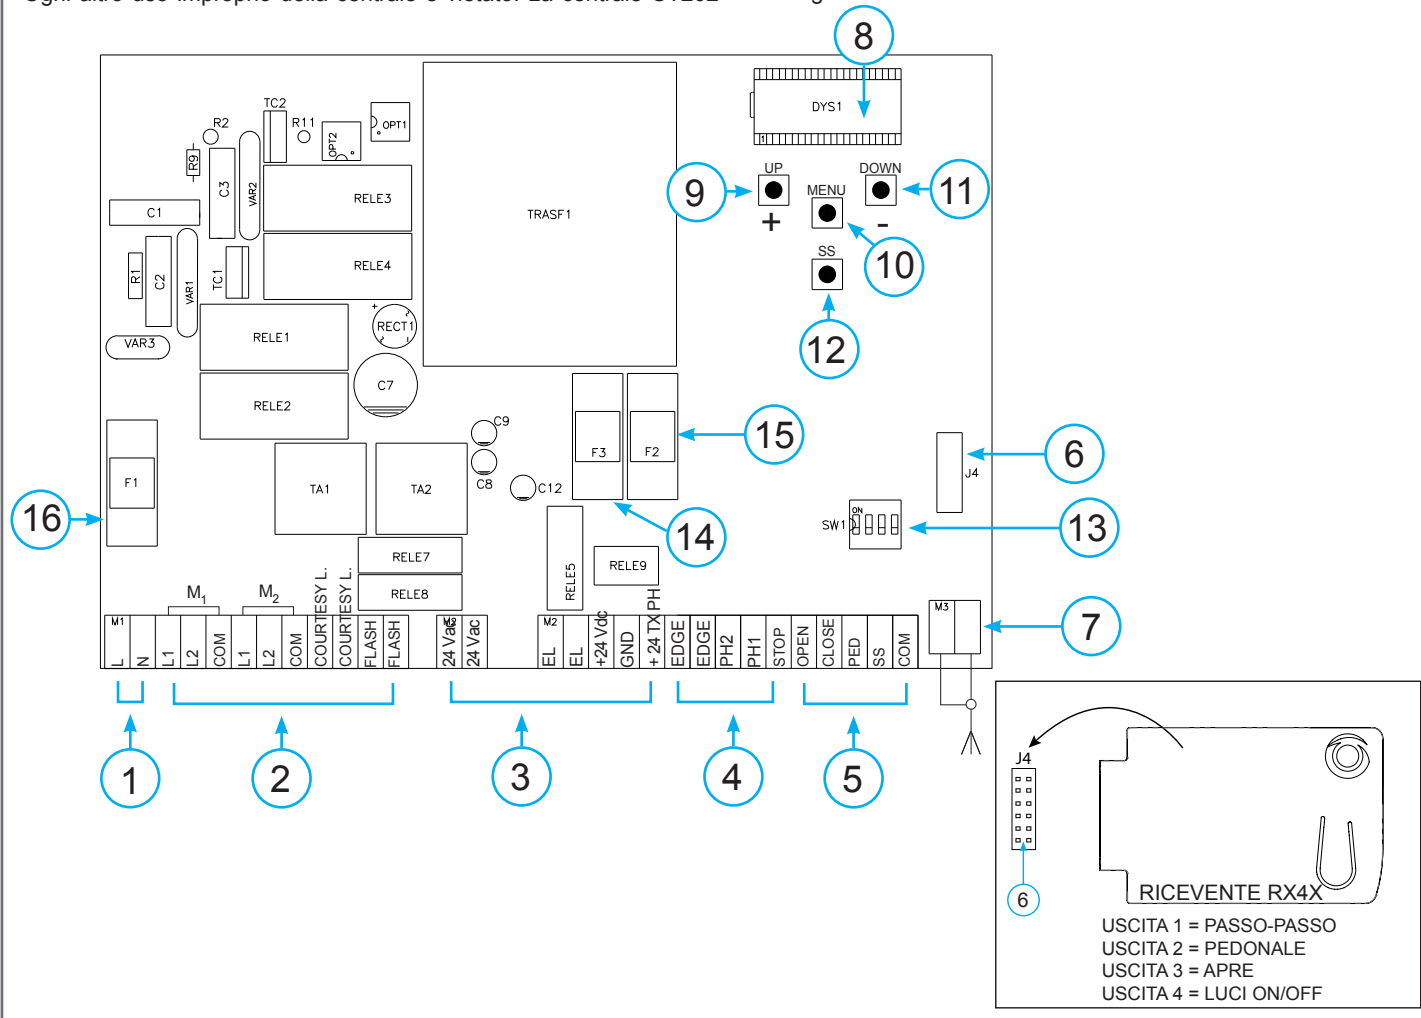 8
DYS1
1
TC2
R2
R11
OPT1
OPT2
R9
C3
VAR2
RELE3
TRASF1
UP
DOWN
MENU
9
11
+
-
C1
SS
10
RELE4
R1
C2
VAR1
TC1
12
RELE1
+
RECT1
VAR3
C7
RELE2
C9
15
F3
F2
6
J4
F1
TA1
TA2
C8
C12
16
14
ON
SW1
13
RELE7
RELE5
RELE9
RELE8
M1
M2
M1
L
N
L1
L2
COM
L1
L2
COM
COURTESY L.
COURTESY L.
FLASH
FLASH
M2
24 Vac
24 Vac
M2
EL
EL
+24 Vdc
GND
+ 24 TX PH
EDGE
EDGE
PH2
PH1
STOP
OPEN
CLOSE
PED
SS
COM
M3
7
1
2
3
4
5
J4
6
RICEVENTE RX4X
USCITA 1 = PASSO-PASSO
USCITA 2 = PEDONALE
USCITA 3 = APRE
USCITA 4 = LUCI ON/OFF